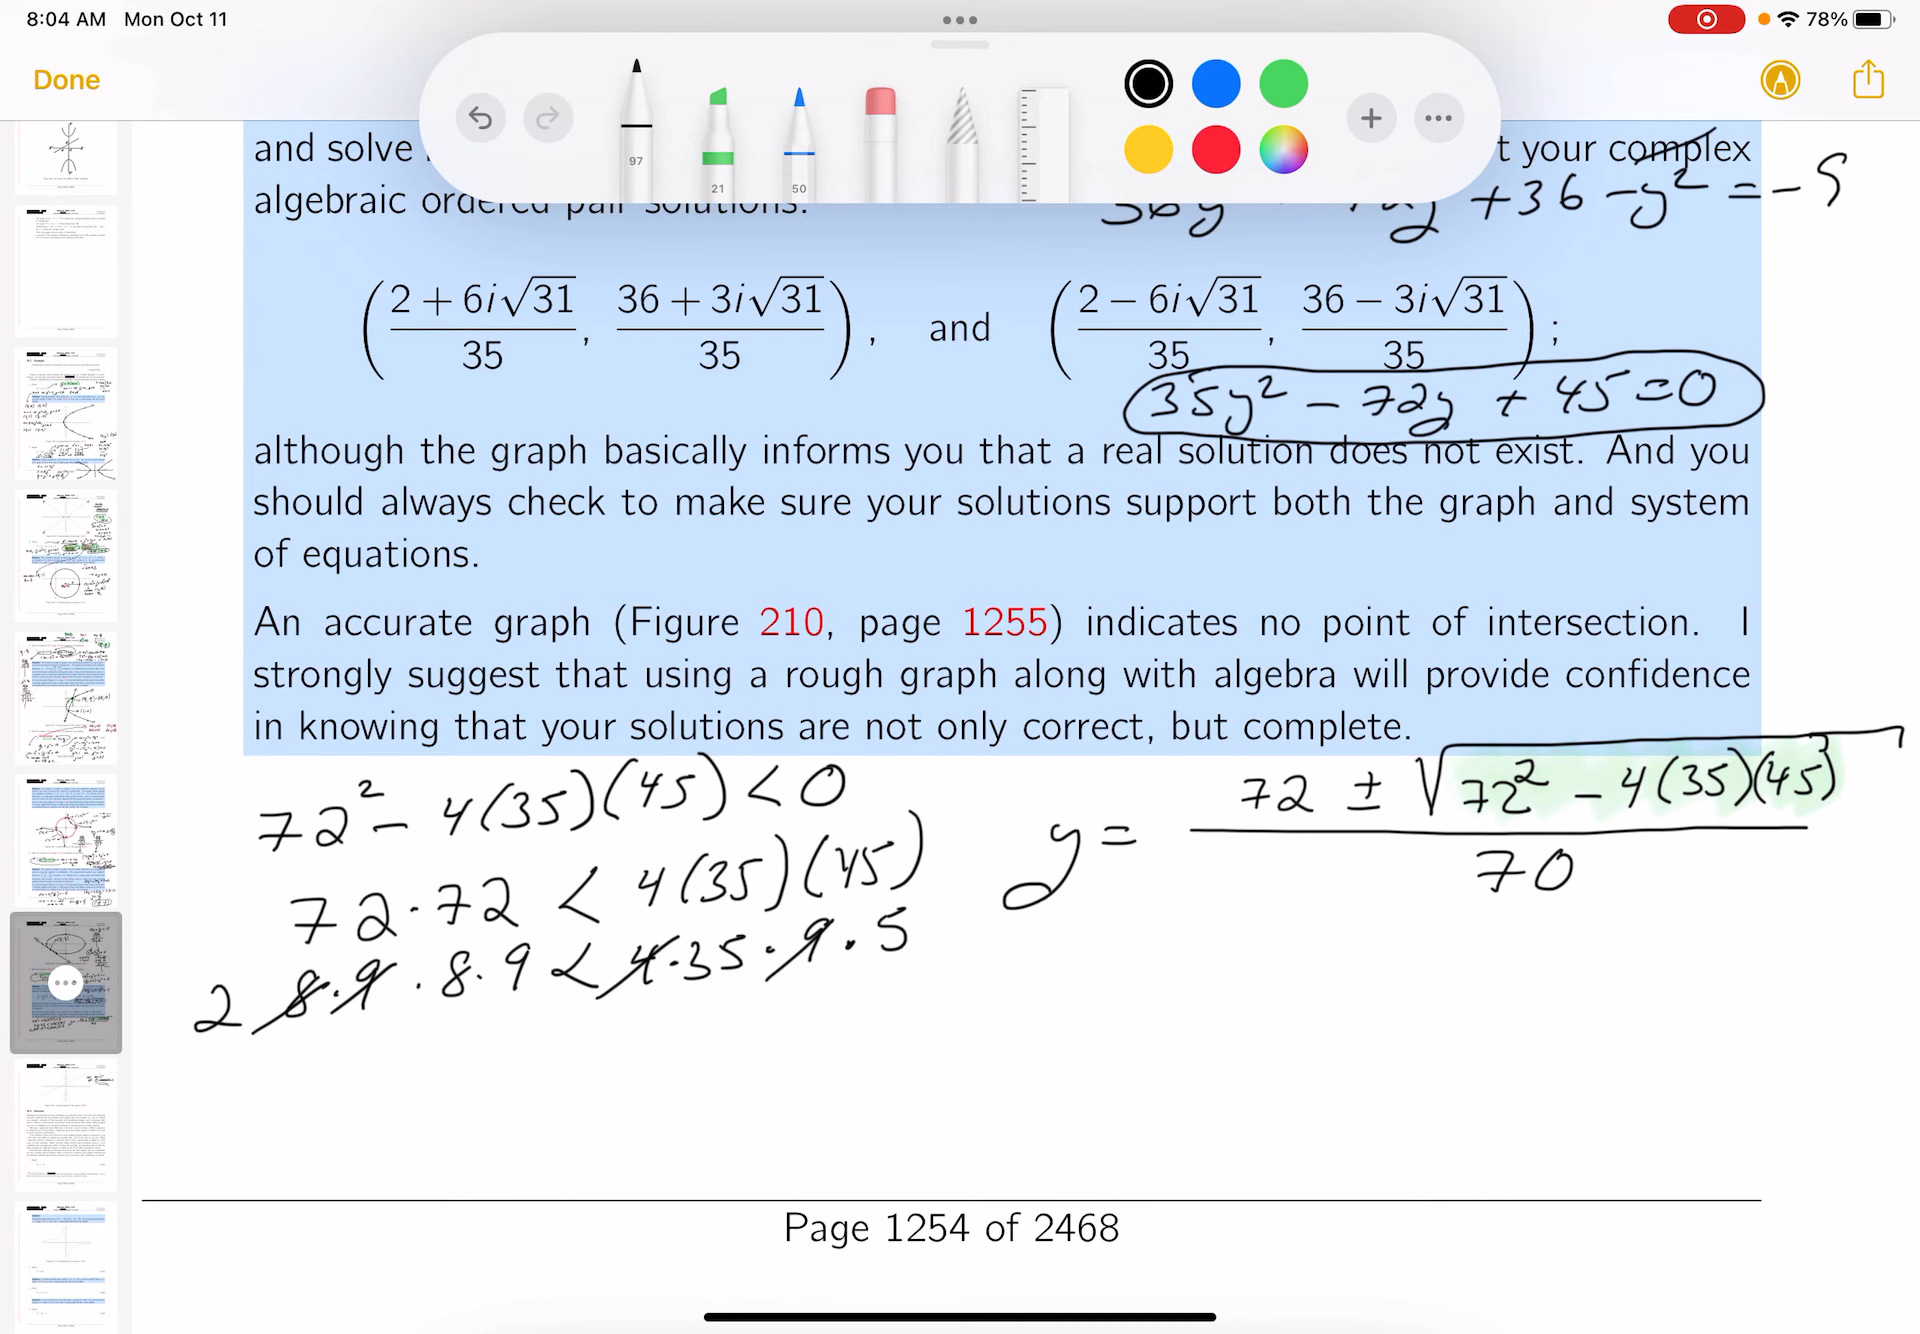 8:04 AM Mon Oct 11
78%
Done
97
21
50
and solve
t your complex
algebraic ordered pair solutions.
36y² +36 -y² = -9
( 2 + 6i√31 / 35 , 36 + 3i√31 / 35 ) , and ( 2 − 6i√31 / 35 , 36 − 3i√31 / 35 ) ;
35y² - 72y + 45 = 0
although the graph basically informs you that a real solution does not exist. And you
should always check to make sure your solutions support both the graph and system
of equations.
An accurate graph (Figure 210, page 1255) indicates no point of intersection. I
strongly suggest that using a rough graph along with algebra will provide confidence
in knowing that your solutions are not only correct, but complete.
72² - 4(35)(45) < 0
y = 72 ± √72² - 4(35)(45) / 70
72·72 < 4(35)(45)
2 8·9·8·9 < 4·35·9·5
Page 1254 of 2468